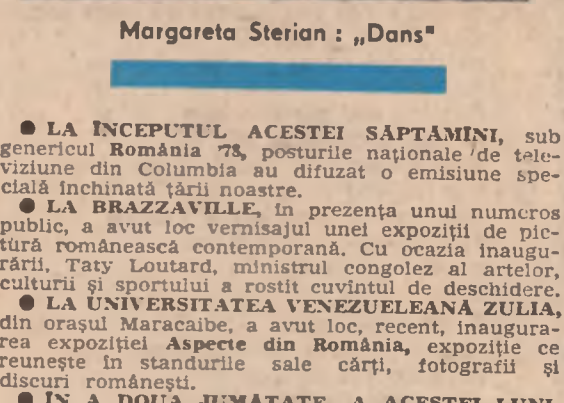 Margareta Sterian : „Dans"
● LA ÎNCEPUTUL ACESTEI SĂPTĂMÎNI, sub
genericul România '78, posturile naționale de tele-
viziune din Columbia au difuzat o emisiune spe-
cială închinată țării noastre.
● LA BRAZZAVILLE, în prezența unui numeros
public, a avut loc vernisajul unei expoziții de pic-
tură românească contemporană. Cu ocazia inaugu-
rării, Taty Loutard, ministrul congolez al artelor,
culturii și sportului a rostit cuvîntul de deschidere.
● LA UNIVERSITATEA VENEZUELEANĂ ZULIA,
din orașul Maracaibe, a avut loc, recent, inaugura-
rea expoziției Aspecte din România, expoziție ce
reunește în standurile sale cărți, fotografii și
discuri românești.
● ÎN A DOUA JUMĂTATE A ACESTEI LUNI